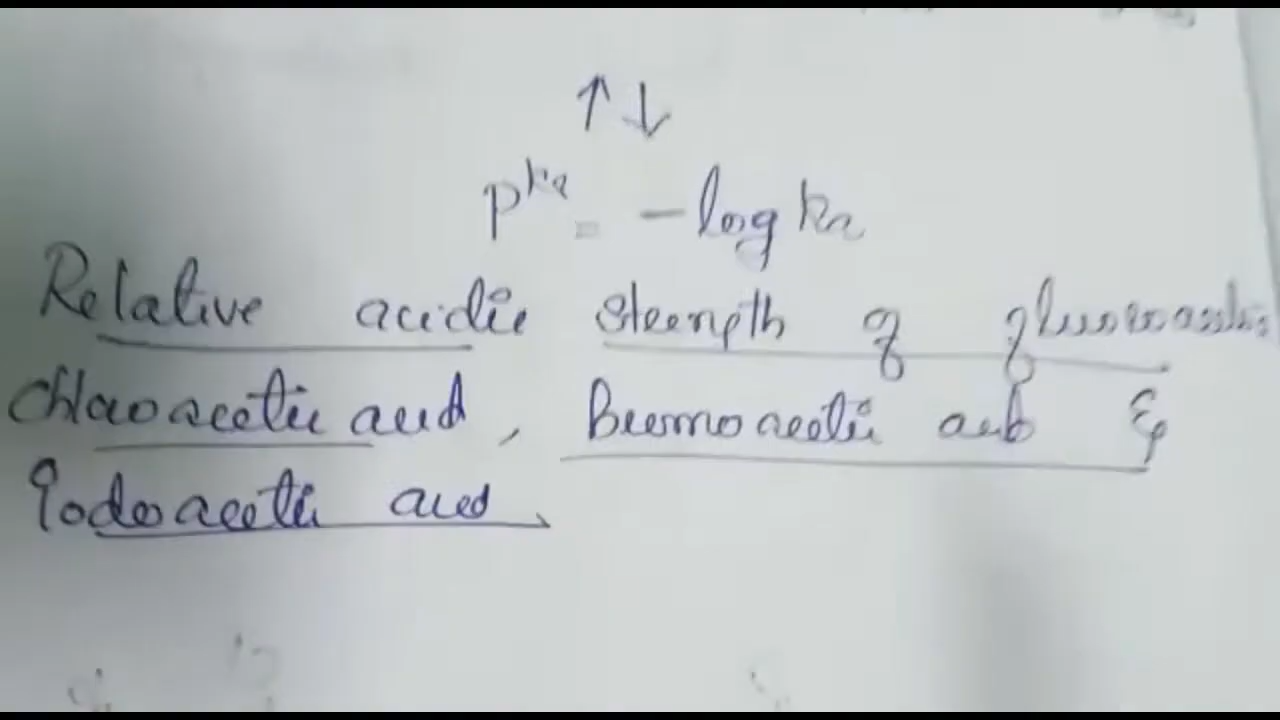 ↑ ↓
pka = - log ka
Relative acidic strength of fluoroacetic
Chloroacetic acid, Bromoacetic acid &
Iodoacetic acid